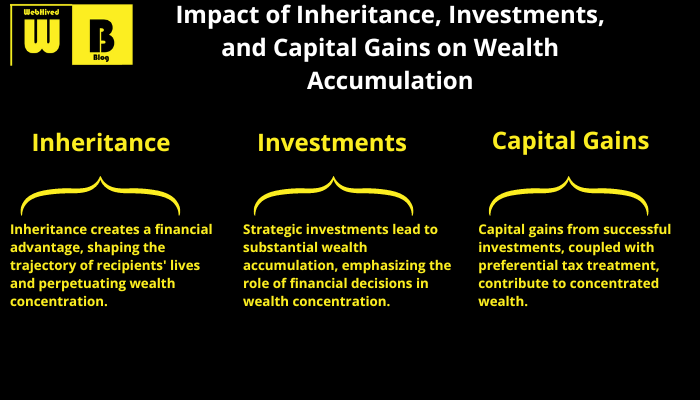 WebHived
W
B
Blog
Impact of Inheritance, Investments,
and Capital Gains on Wealth
Accumulation
Inheritance
Inheritance creates a financial
advantage, shaping the
trajectory of recipients' lives
and perpetuating wealth
concentration.
Investments
Strategic investments lead to
substantial wealth
accumulation, emphasizing the
role of financial decisions in
wealth concentration.
Capital Gains
Capital gains from successful
investments, coupled with
preferential tax treatment,
contribute to concentrated
wealth.